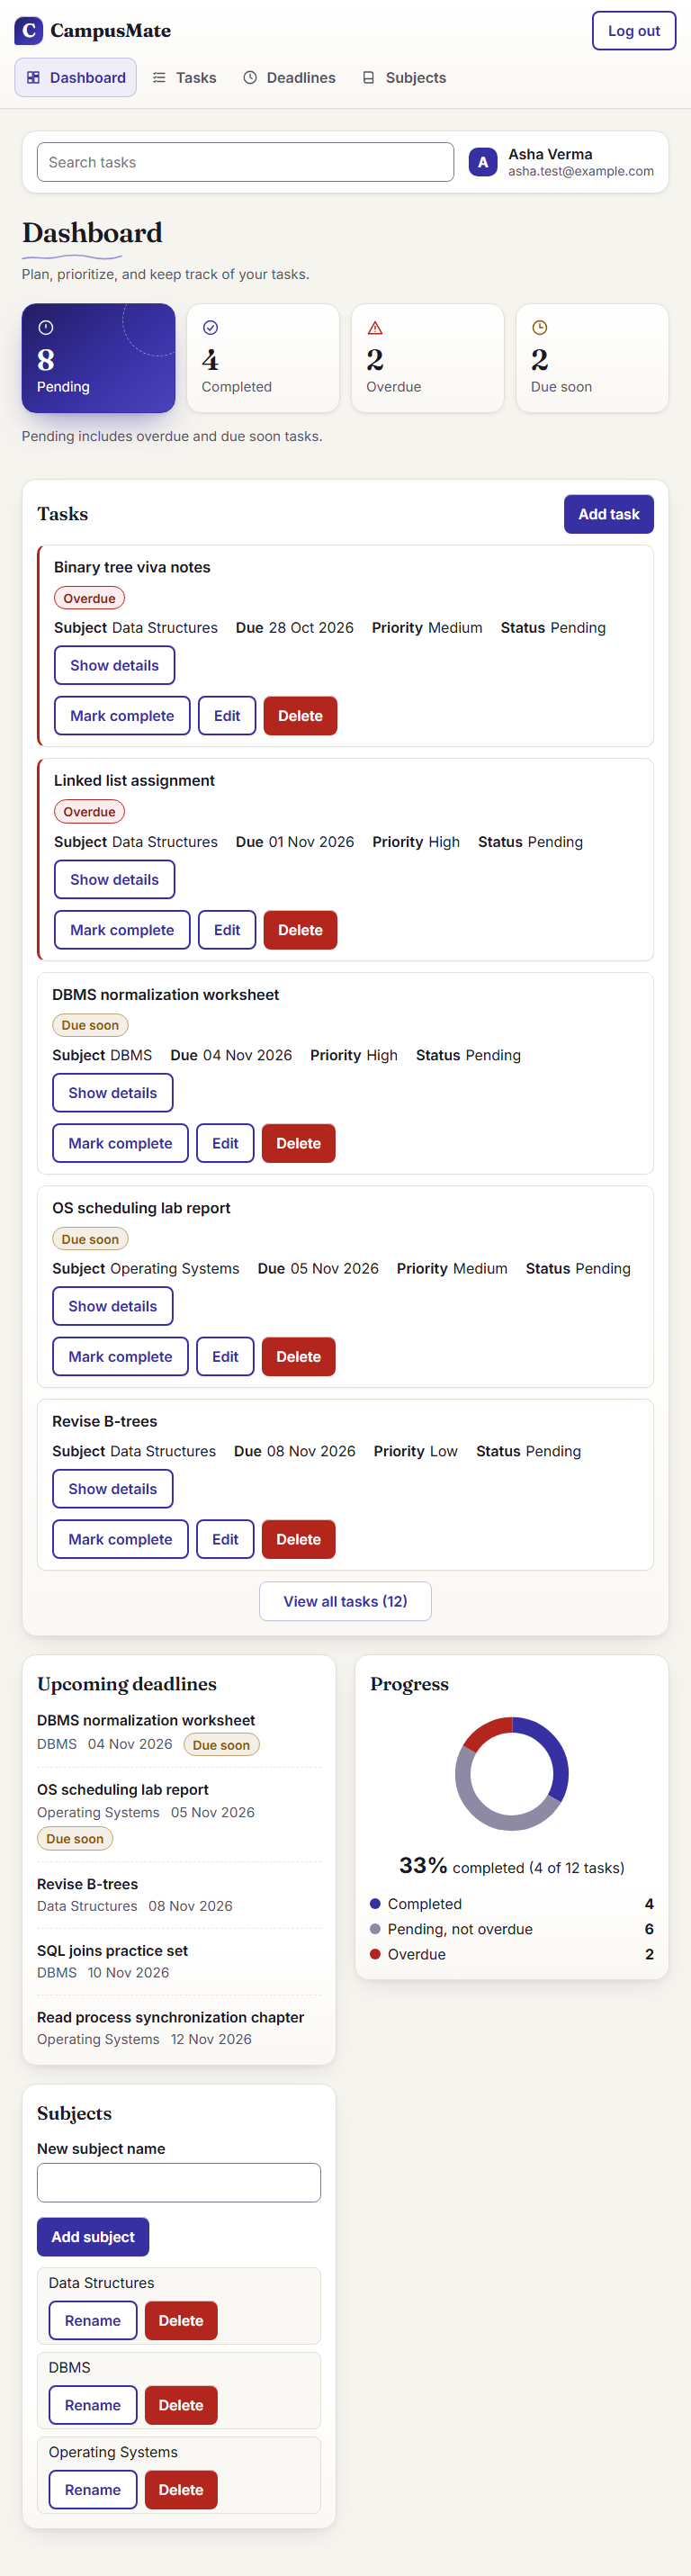 C CampusMate
Log out
Dashboard Tasks Deadlines Subjects
Search tasks
A Asha Verma
asha.test@example.com
Dashboard
Plan, prioritize, and keep track of your tasks.
8
Pending
4
Completed
2
Overdue
2
Due soon
Pending includes overdue and due soon tasks.
Tasks
Add task
Binary tree viva notes
Overdue
Subject Data Structures Due 28 Oct 2026 Priority Medium Status Pending
Show details
Mark complete Edit Delete
Linked list assignment
Overdue
Subject Data Structures Due 01 Nov 2026 Priority High Status Pending
Show details
Mark complete Edit Delete
DBMS normalization worksheet
Due soon
Subject DBMS Due 04 Nov 2026 Priority High Status Pending
Show details
Mark complete Edit Delete
OS scheduling lab report
Due soon
Subject Operating Systems Due 05 Nov 2026 Priority Medium Status Pending
Show details
Mark complete Edit Delete
Revise B-trees
Subject Data Structures Due 08 Nov 2026 Priority Low Status Pending
Show details
Mark complete Edit Delete
View all tasks (12)
Upcoming deadlines
DBMS normalization worksheet
DBMS 04 Nov 2026 Due soon
OS scheduling lab report
Operating Systems 05 Nov 2026
Due soon
Revise B-trees
Data Structures 08 Nov 2026
SQL joins practice set
DBMS 10 Nov 2026
Read process synchronization chapter
Operating Systems 12 Nov 2026
Progress
33% completed (4 of 12 tasks)
Completed 4
Pending, not overdue 6
Overdue 2
Subjects
New subject name
Add subject
Data Structures
Rename Delete
DBMS
Rename Delete
Operating Systems
Rename Delete